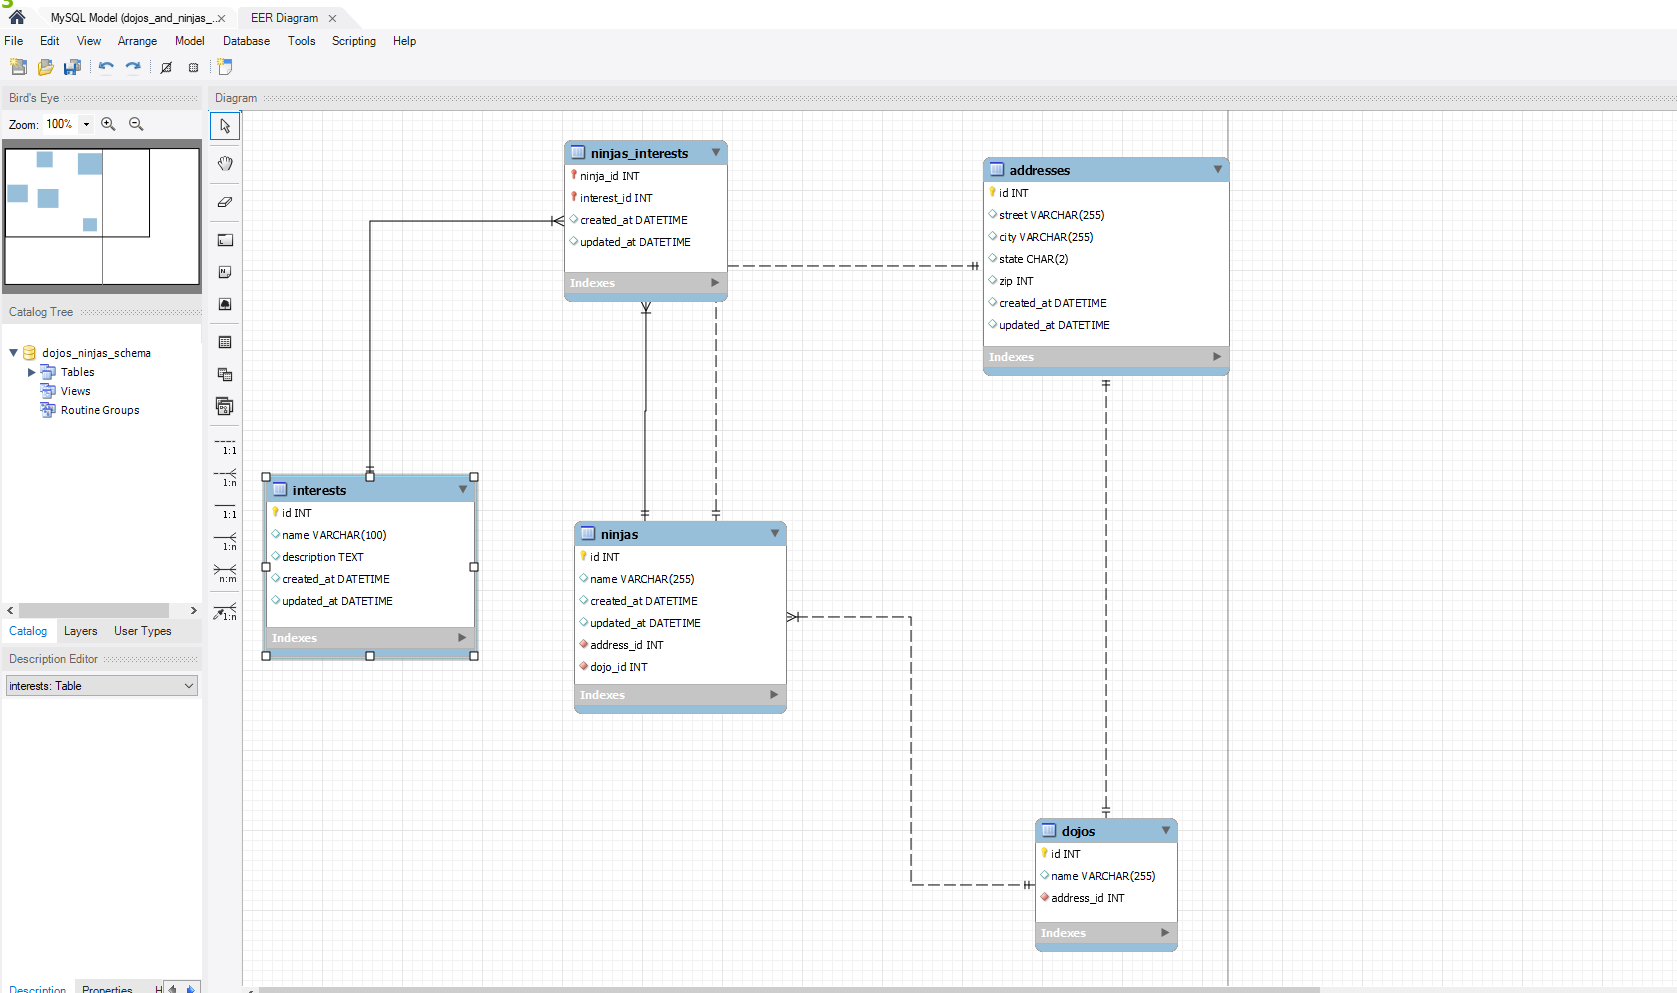 MySQL Model (dojos_and_ninjas_...
EER Diagram
File Edit View Arrange Model Database Tools Scripting Help
Bird's Eye
Zoom: 100%
Catalog Tree
dojos_ninjas_schema
Tables
Views
Routine Groups
Catalog Layers User Types
Description Editor
interests: Table
Description Properties H
Diagram
1:1
1:n
1:1
1:n
n:m
1:n
ninjas_interests
ninja_id INT
interest_id INT
created_at DATETIME
updated_at DATETIME
Indexes
addresses
id INT
street VARCHAR(255)
city VARCHAR(255)
state CHAR(2)
zip INT
created_at DATETIME
updated_at DATETIME
Indexes
interests
id INT
name VARCHAR(100)
description TEXT
created_at DATETIME
updated_at DATETIME
Indexes
ninjas
id INT
name VARCHAR(255)
created_at DATETIME
updated_at DATETIME
address_id INT
dojo_id INT
Indexes
dojos
id INT
name VARCHAR(255)
address_id INT
Indexes